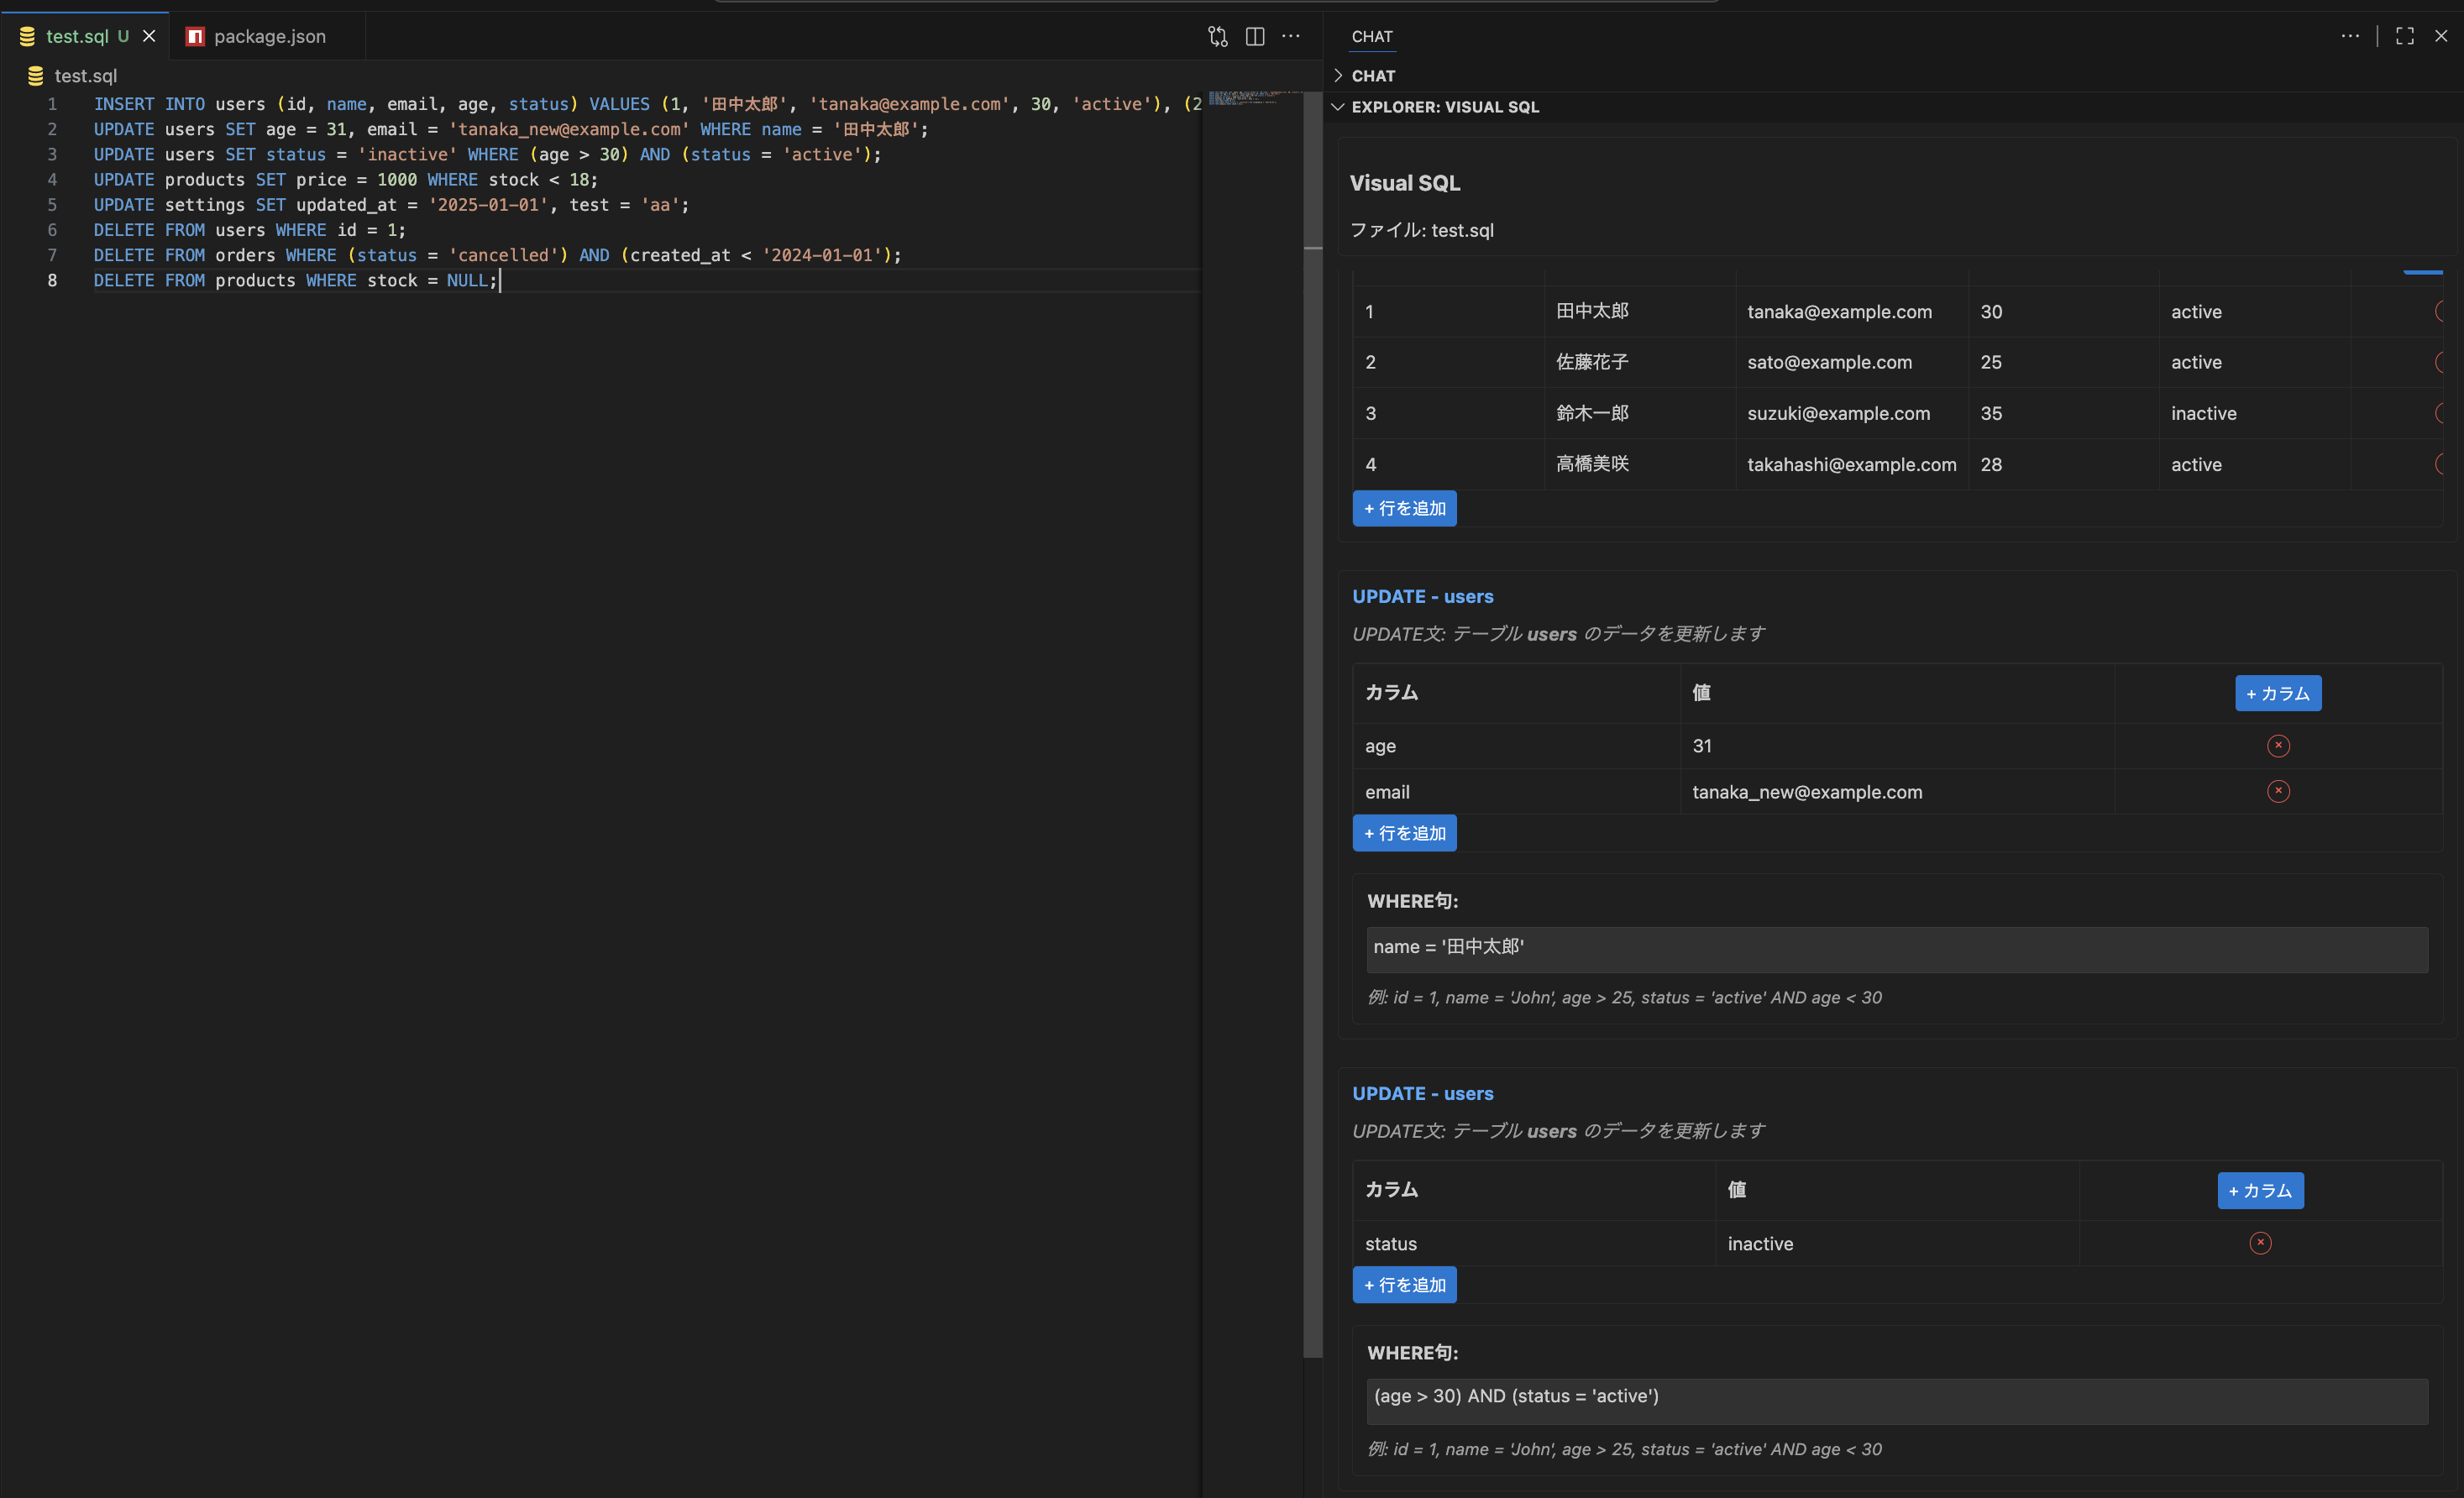 test.sql U
package.json
test.sql
1 INSERT INTO users (id, name, email, age, status) VALUES (1, '田中太郎', 'tanaka@example.com', 30, 'active'), (2
2 UPDATE users SET age = 31, email = 'tanaka_new@example.com' WHERE name = '田中太郎';
3 UPDATE users SET status = 'inactive' WHERE (age > 30) AND (status = 'active');
4 UPDATE products SET price = 1000 WHERE stock < 18;
5 UPDATE settings SET updated_at = '2025-01-01', test = 'aa';
6 DELETE FROM users WHERE id = 1;
7 DELETE FROM orders WHERE (status = 'cancelled') AND (created_at < '2024-01-01');
8 DELETE FROM products WHERE stock = NULL;
CHAT
CHAT
EXPLORER: VISUAL SQL
Visual SQL
ファイル: test.sql
1 田中太郎 tanaka@example.com 30 active
2 佐藤花子 sato@example.com 25 active
3 鈴木一郎 suzuki@example.com 35 inactive
4 高橋美咲 takahashi@example.com 28 active
+ 行を追加
UPDATE - users
UPDATE文: テーブル users のデータを更新します
カラム 値 + カラム
age 31
email tanaka_new@example.com
+ 行を追加
WHERE句:
name = '田中太郎'
例: id = 1, name = 'John', age > 25, status = 'active' AND age < 30
UPDATE - users
UPDATE文: テーブル users のデータを更新します
カラム 値 + カラム
status inactive
+ 行を追加
WHERE句:
(age > 30) AND (status = 'active')
例: id = 1, name = 'John', age > 25, status = 'active' AND age < 30